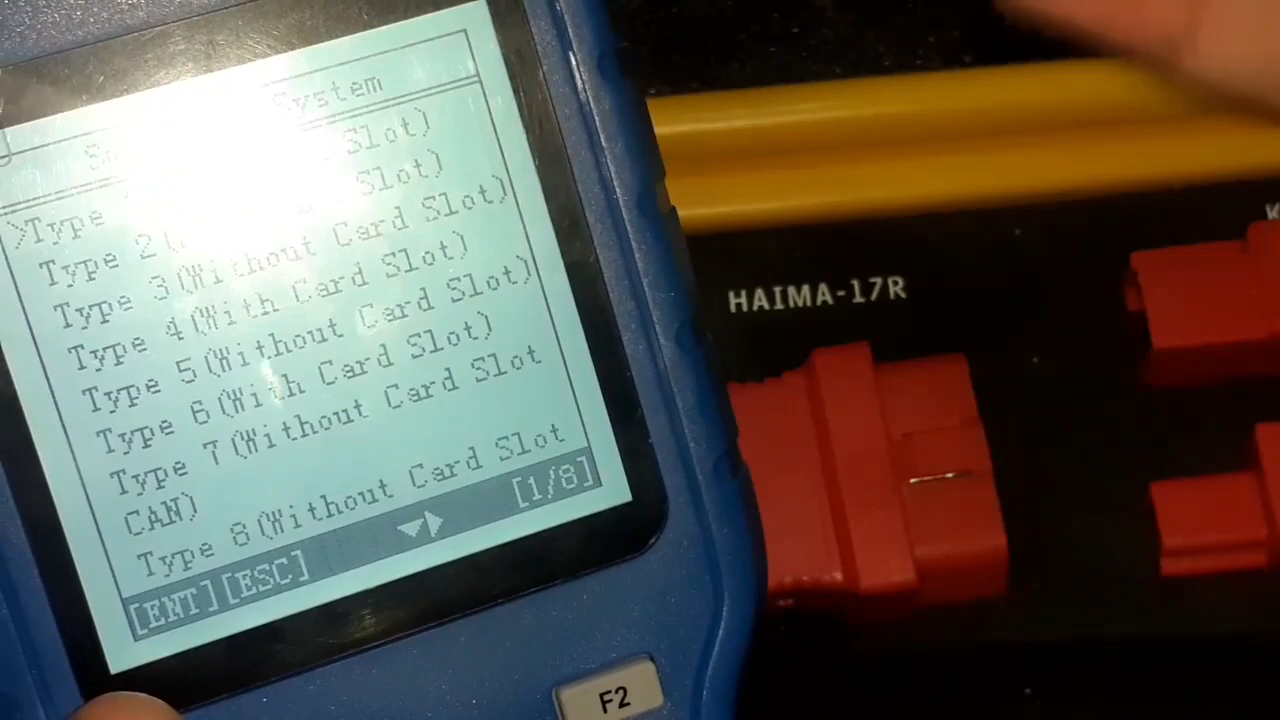 System
>Type Slot)
Type 2( Slot)
Type 3(Without Card Slot)
Type 4(With Card Slot)
Type 5(Without Card Slot)
Type 6(With Card Slot)
Type 7(Without Card Slot
CAN)
Type 8(Without Card Slot
[ENT][ESC] [1/8]
F2
HAIMA-17R